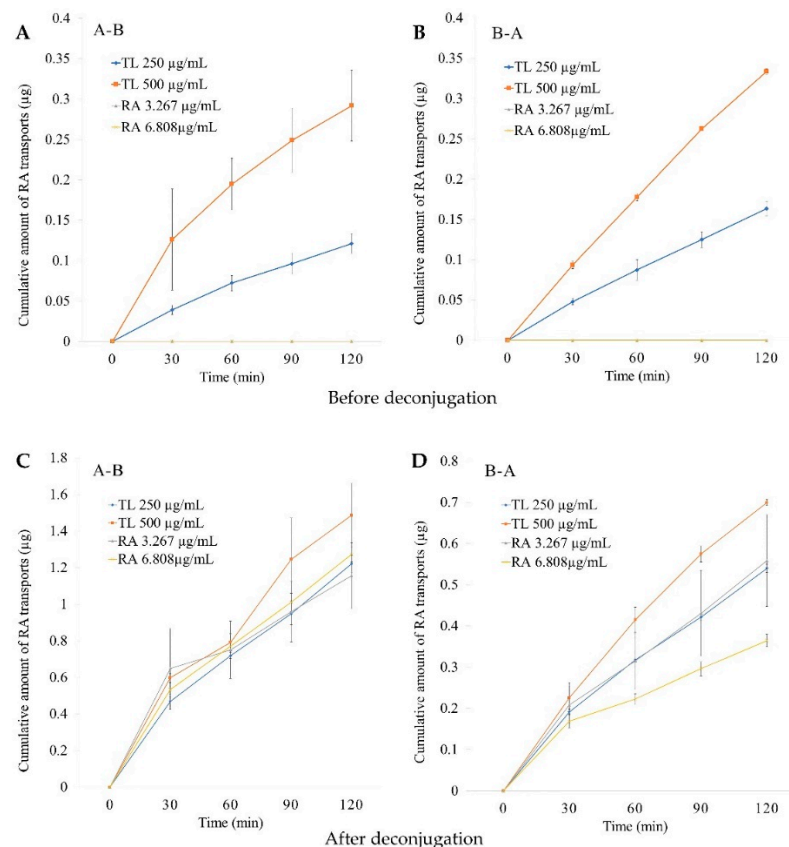 A
A-B
TL 250 µg/mL
TL 500 µg/mL
RA 3.267 µg/mL
RA 6.808µg/mL
Cumulative amount of RA transports (µg)
0.4
0.35
0.3
0.25
0.2
0.15
0.1
0.05
0
0 30 60 90 120
Time (min)
B
B-A
TL 250 µg/mL
TL 500 µg/mL
RA 3.267 µg/mL
RA 6.808µg/mL
Cumulative amount of RA transports (µg)
0.4
0.35
0.3
0.25
0.2
0.15
0.1
0.05
0
0 30 60 90 120
Time (min)
Before deconjugation
C
A-B
TL 250 µg/mL
TL 500 µg/mL
RA 3.267 µg/mL
RA 6.808µg/mL
Cumulative amount of RA transports (µg)
1.8
1.6
1.4
1.2
1
0.8
0.6
0.4
0.2
0
0 30 60 90 120
Time (min)
D
B-A
TL 250 µg/mL
TL 500 µg/mL
RA 3.267 µg/mL
RA 6.808µg/mL
Cumulative amount of RA transports (µg)
0.8
0.7
0.6
0.5
0.4
0.3
0.2
0.1
0
0 30 60 90 120
Time (min)
After deconjugation